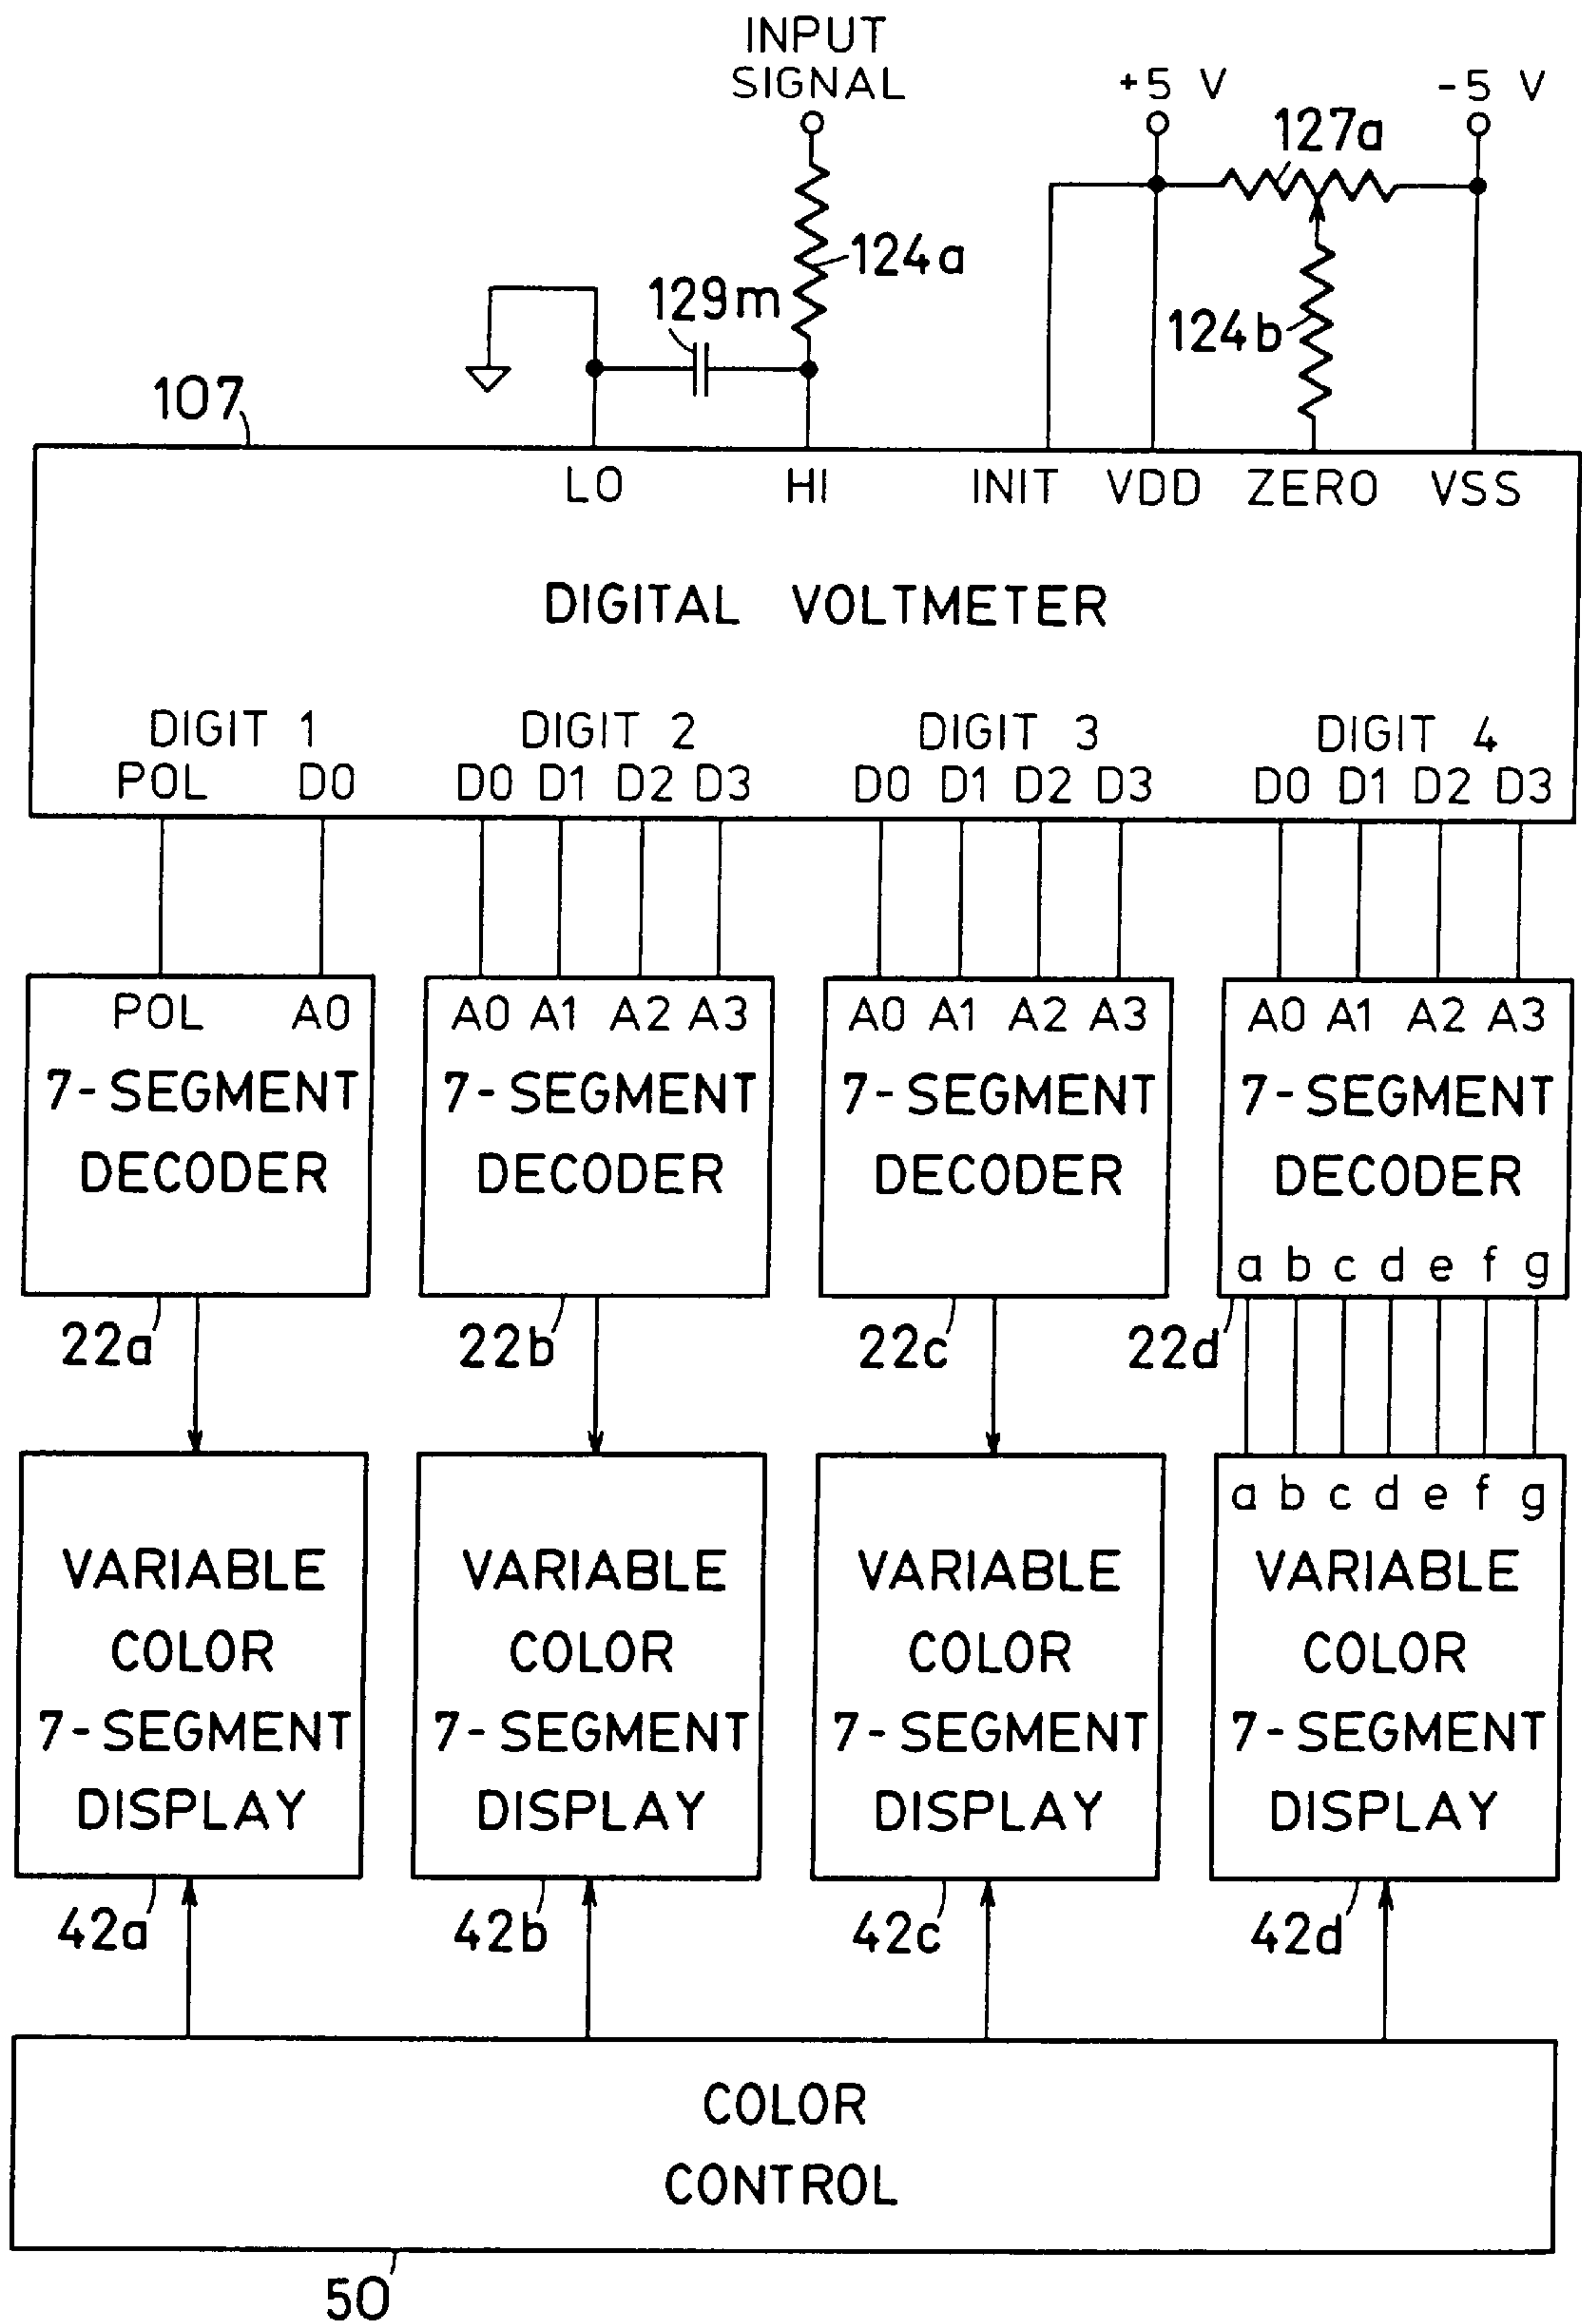 INPUT
SIGNAL
+5 V
-5 V
127a
124a
129m
124b
107
LO HI INIT VDD ZERO VSS
DIGITAL VOLTMETER
DIGIT 1 DIGIT 2 DIGIT 3 DIGIT 4
POL D0 D0 D1 D2 D3 D0 D1 D2 D3 D0 D1 D2 D3
POL A0 A0 A1 A2 A3 A0 A1 A2 A3 A0 A1 A2 A3
7-SEGMENT 7-SEGMENT 7-SEGMENT 7-SEGMENT
DECODER DECODER DECODER DECODER
a b c d e f g
22a 22b 22c 22d
a b c d e f g
VARIABLE VARIABLE VARIABLE VARIABLE
COLOR COLOR COLOR COLOR
7-SEGMENT 7-SEGMENT 7-SEGMENT 7-SEGMENT
DISPLAY DISPLAY DISPLAY DISPLAY
42a 42b 42c 42d
COLOR
CONTROL
50